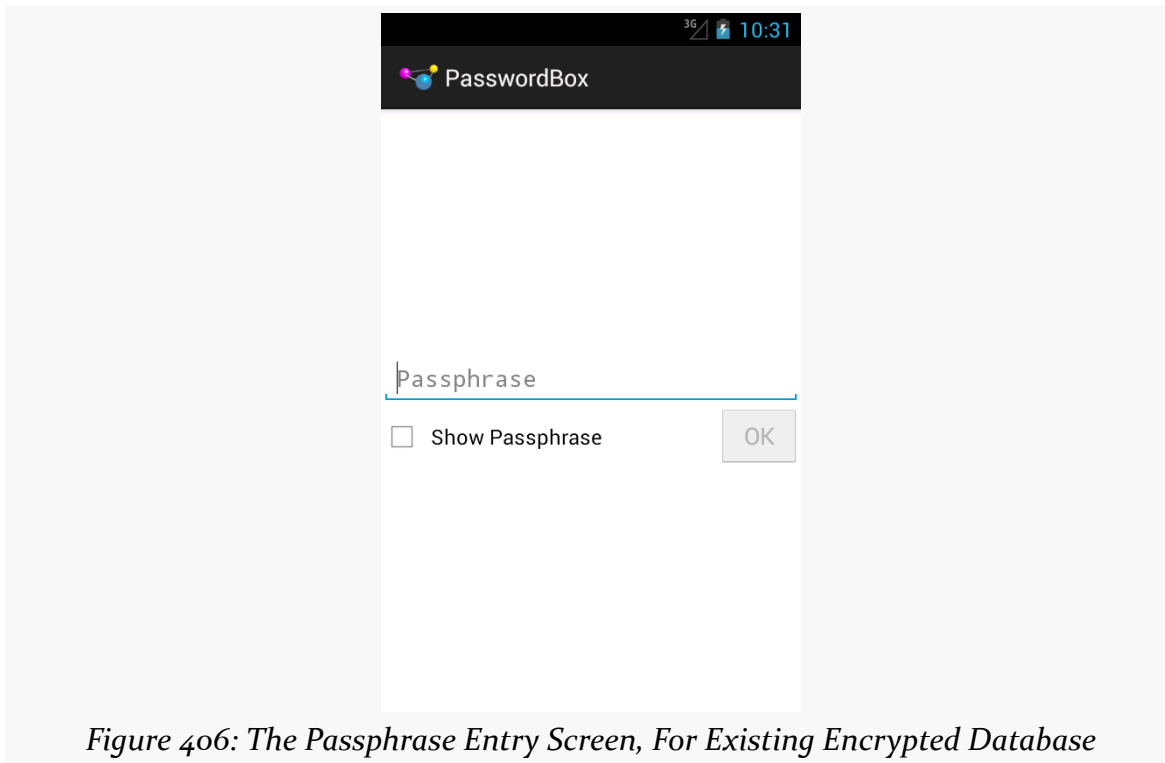 3G 10:31
PasswordBox
Passphrase
Show Passphrase OK
Figure 406: The Passphrase Entry Screen, For Existing Encrypted Database